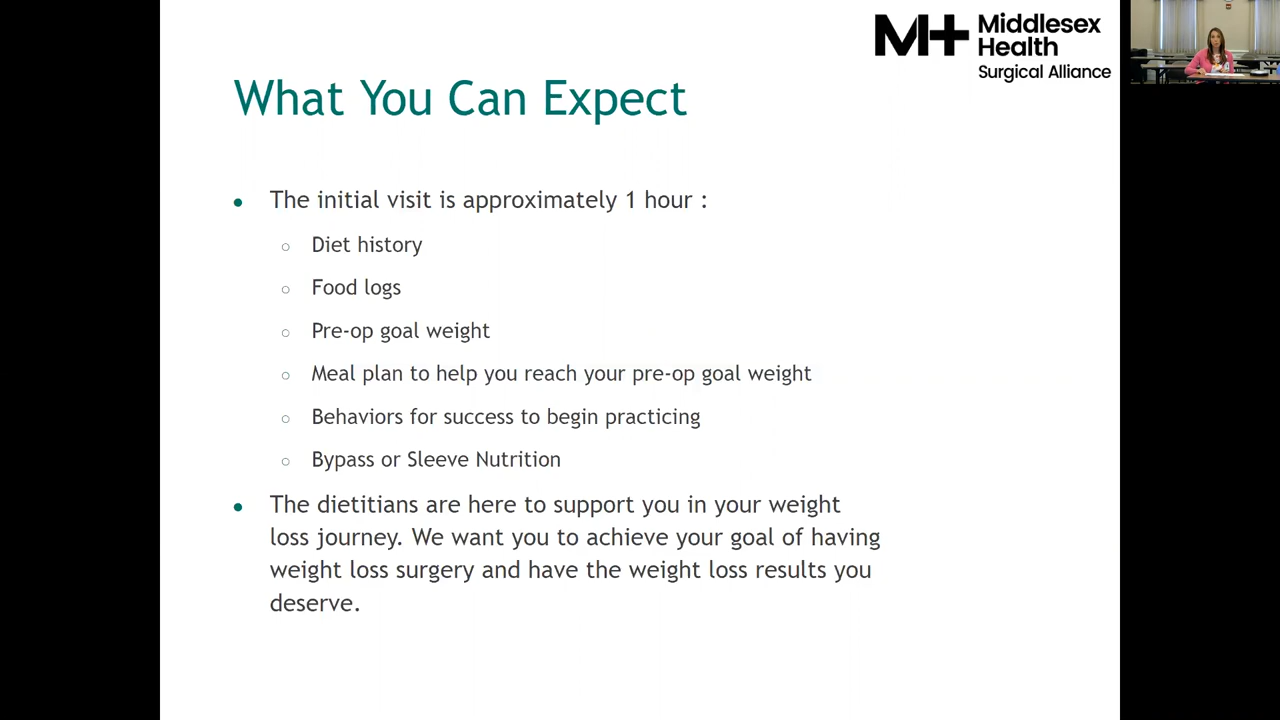 M+ Middlesex
Health
Surgical Alliance
What You Can Expect
• The initial visit is approximately 1 hour :
○ Diet history
○ Food logs
○ Pre-op goal weight
○ Meal plan to help you reach your pre-op goal weight
○ Behaviors for success to begin practicing
○ Bypass or Sleeve Nutrition
• The dietitians are here to support you in your weight
loss journey. We want you to achieve your goal of having
weight loss surgery and have the weight loss results you
deserve.